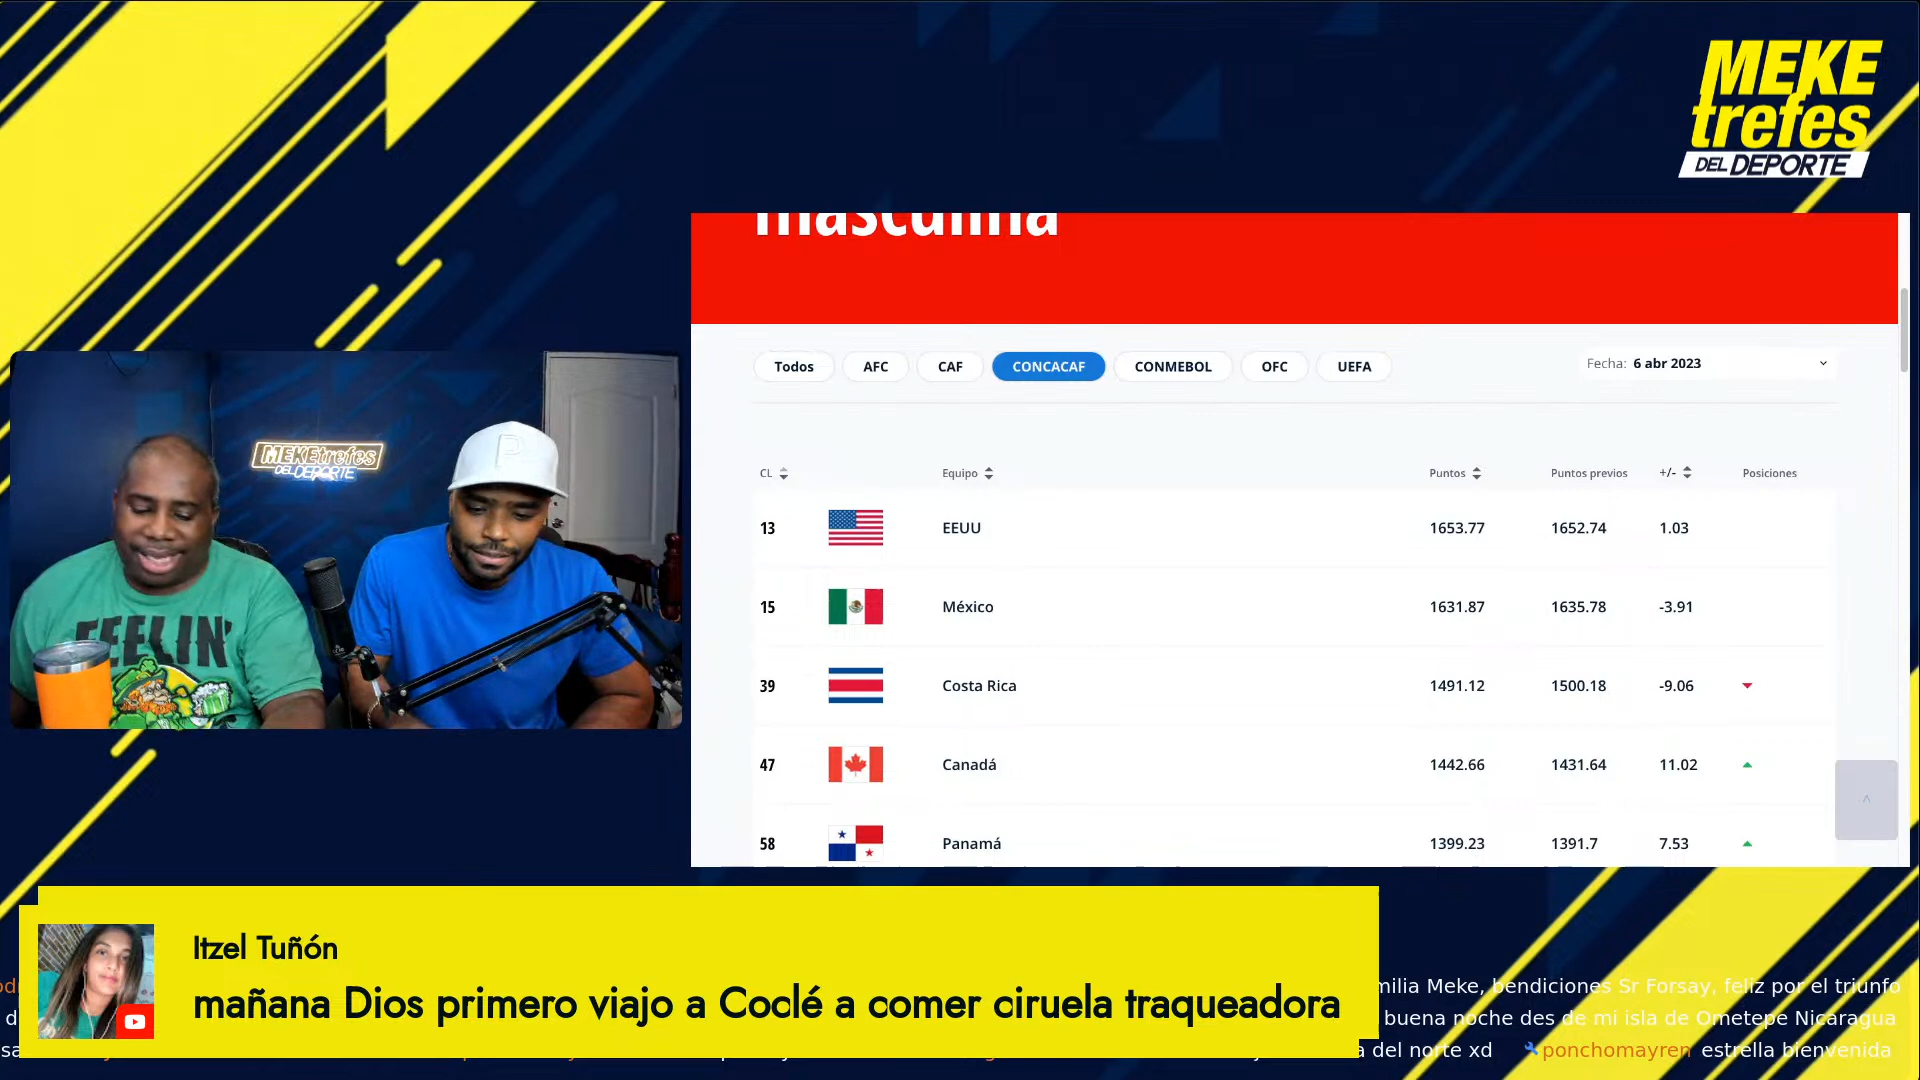 MEKE
trefes
DEL DEPORTE
masculina
Todos AFC CAF CONCACAF CONMEBOL OFC UEFA Fecha: 6 abr 2023
CL Equipo Puntos Puntos previos +/- Posiciones
13 EEUU 1653.77 1652.74 1.03
15 México 1631.87 1635.78 -3.91
39 Costa Rica 1491.12 1500.18 -9.06
47 Canadá 1442.66 1431.64 11.02
58 Panamá 1399.23 1391.7 7.53
MEKEtrefes
DEL DEPORTE
P
FEELIN'
Itzel Tuñón
mañana Dios primero viajo a Coclé a comer ciruela traqueadora
Meke, bendiciones Sr Forsay, feliz por el triunfo
buena noche des de mi isla de Ometepe Nicaragua
del norte xd ponchomayren estrella bienvenida